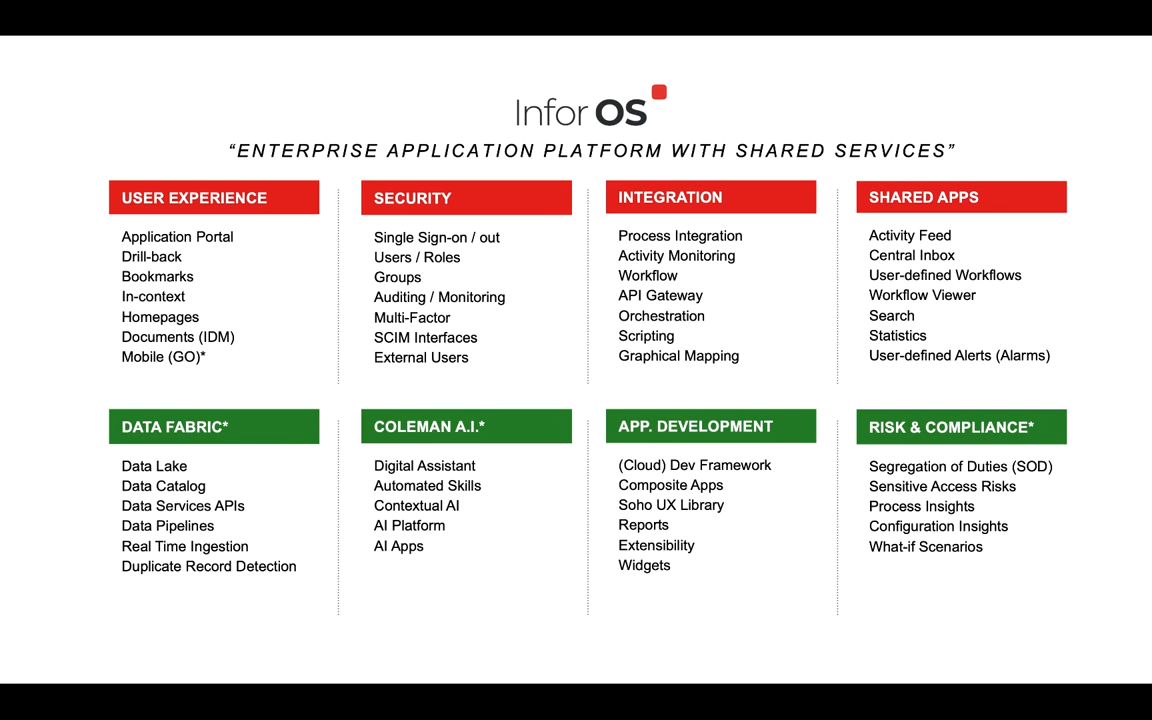 Infor OS
“ENTERPRISE APPLICATION PLATFORM WITH SHARED SERVICES”
USER EXPERIENCE
Application Portal
Drill-back
Bookmarks
In-context
Homepages
Documents (IDM)
Mobile (GO)*
SECURITY
Single Sign-on / out
Users / Roles
Groups
Auditing / Monitoring
Multi-Factor
SCIM Interfaces
External Users
INTEGRATION
Process Integration
Activity Monitoring
Workflow
API Gateway
Orchestration
Scripting
Graphical Mapping
SHARED APPS
Activity Feed
Central Inbox
User-defined Workflows
Workflow Viewer
Search
Statistics
User-defined Alerts (Alarms)
DATA FABRIC*
Data Lake
Data Catalog
Data Services APIs
Data Pipelines
Real Time Ingestion
Duplicate Record Detection
COLEMAN A.I.*
Digital Assistant
Automated Skills
Contextual AI
AI Platform
AI Apps
APP. DEVELOPMENT
(Cloud) Dev Framework
Composite Apps
Soho UX Library
Reports
Extensibility
Widgets
RISK & COMPLIANCE*
Segregation of Duties (SOD)
Sensitive Access Risks
Process Insights
Configuration Insights
What-if Scenarios